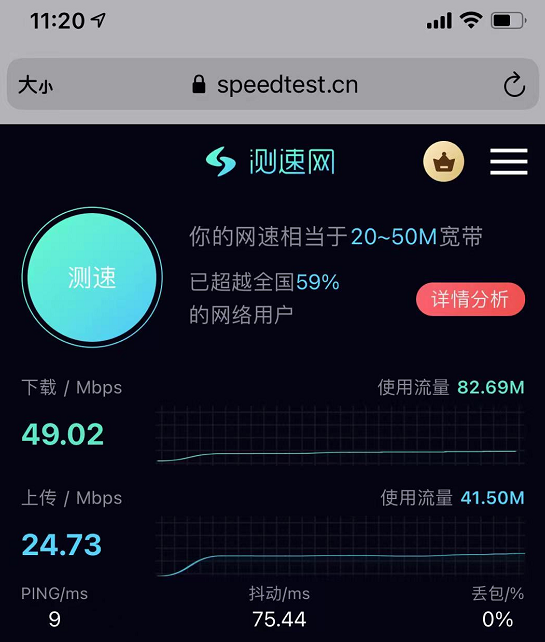 11:20
大小 speedtest.cn
测速网
测速
你的网速相当于20~50M宽带
已超越全国59%
的网络用户
详情分析
下载 / Mbps 使用流量 82.69M
49.02
上传 / Mbps 使用流量 41.50M
24.73
PING/ms 抖动/ms 丢包/%
9 75.44 0%